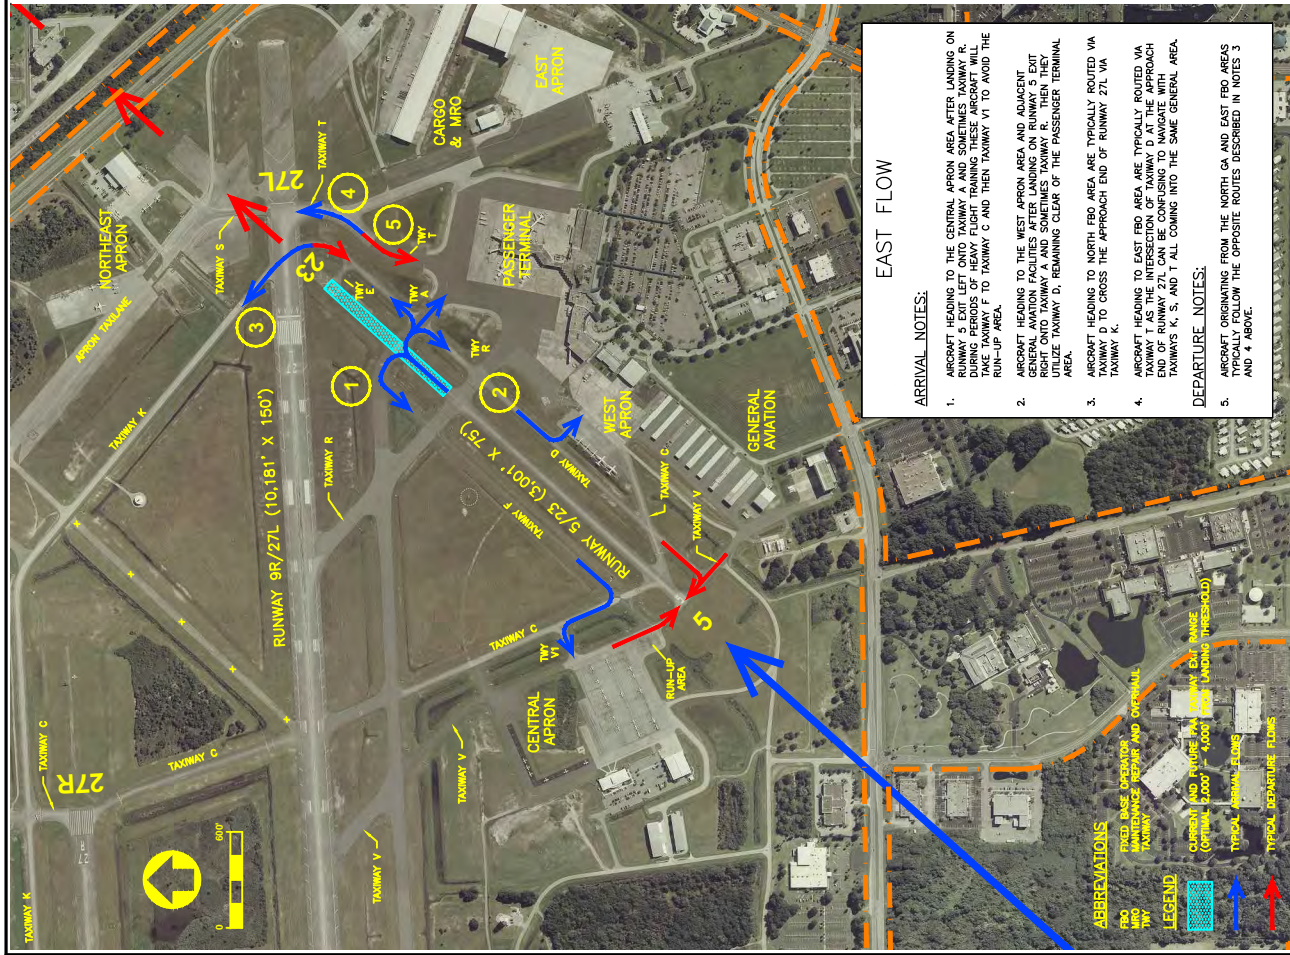 EAST FLOW
ARRIVAL NOTES:
1. AIRCRAFT HEADING TO THE CENTRAL APRON AREA AFTER LANDING ON
RUNWAY 5 EXIT LEFT ONTO TAXIWAY A AND SOMETIMES TAXIWAY R.
DURING PERIODS OF HEAVY FLIGHT TRAINING THESE AIRCRAFT WILL
TAKE TAXIWAY F TO TAXIWAY C AND THEN TAXIWAY V1 TO AVOID THE
RUN-UP AREA.
2. AIRCRAFT HEADING TO THE WEST APRON AREA AND ADJACENT
GENERAL AVIATION FACILITIES AFTER LANDING ON RUNWAY 5 EXIT
RIGHT ONTO TAXIWAY A AND SOMETIMES TAXIWAY R. THEN THEY
UTILIZE TAXIWAY D, REMAINING CLEAR OF THE PASSENGER TERMINAL
AREA.
3. AIRCRAFT HEADING TO NORTH FBO AREA ARE TYPICALLY ROUTED VIA
TAXIWAY D TO CROSS THE APPROACH END OF RUNWAY 27L VIA
TAXIWAY K.
4. AIRCRAFT HEADING TO EAST FBO AREA ARE TYPICALLY ROUTED VIA
TAXIWAY T AS THE INTERSECTION OF TAXIWAY D AT THE APPROACH
END OF RUNWAY 27L CAN BE CONFUSING TO NAVIGATE WITH
TAXIWAYS K, S, AND T ALL COMING INTO THE SAME GENERAL AREA.
DEPARTURE NOTES:
5. AIRCRAFT ORIGINATING FROM THE NORTH GA AND EAST FBO AREAS
TYPICALLY FOLLOW THE OPPOSITE ROUTES DESCRIBED IN NOTES 3
AND 4 ABOVE.
TAXIWAY K
TAXIWAY C
27R
TAXIWAY C
TAXIWAY K
APRON TAXILANE
NORTHEAST
APRON
TAXIWAY S
27L
TAXIWAY T
CARGO
& MRO
EAST
APRON
RUNWAY 9R/27L (10,181' X 150')
23
3
4
5
1
2
TWY
T
TWY
E
TWY
A
TWY
R
PASSENGER
TERMINAL
TAXIWAY R
TAXIWAY V
TAXIWAY V
TAXIWAY C
TAXIWAY F
RUNWAY 5/23 (3,001' X 75')
TAXIWAY D
WEST
APRON
GENERAL
AVIATION
TAXIWAY C
TAXIWAY V
TWY
V1
CENTRAL
APRON
RUN-UP
AREA
5
0
600'
ABBREVIATIONS
FBO FIXED BASE OPERATOR
MRO MAINTENANCE REPAIR AND OVERHAUL
TWY TAXIWAY
LEGEND
CURRENT AND FUTURE FAA TAXIWAY EXIT RANGE
(OPTIMAL 2,000' - 4,000' FROM LANDING THRESHOLD)
TYPICAL ARRIVAL FLOWS
TYPICAL DEPARTURE FLOWS